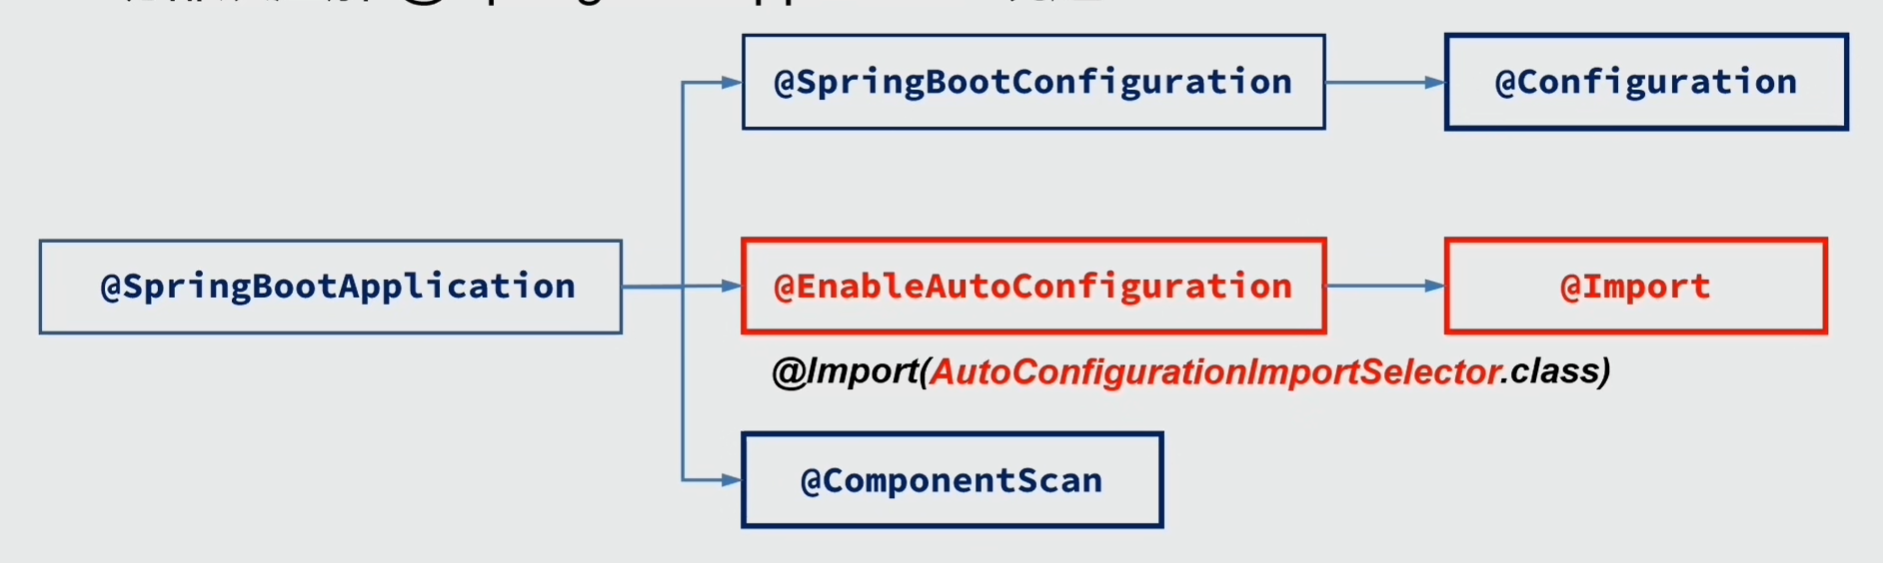 @SpringBootConfiguration
@Configuration
@SpringBootApplication
@EnableAutoConfiguration
@Import
@Import(AutoConfigurationImportSelector.class)
@ComponentScan